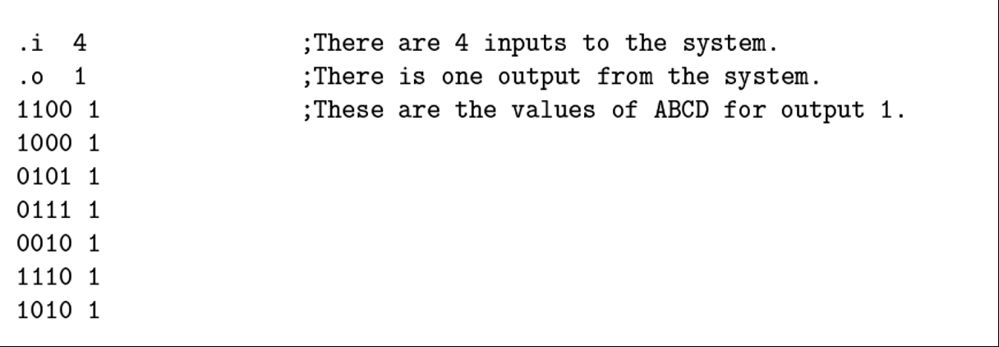 .i 4 ;There are 4 inputs to the system.
.o 1 ;There is one output from the system.
1100 1 ;These are the values of ABCD for output 1.
1000 1
0101 1
0111 1
0010 1
1110 1
1010 1